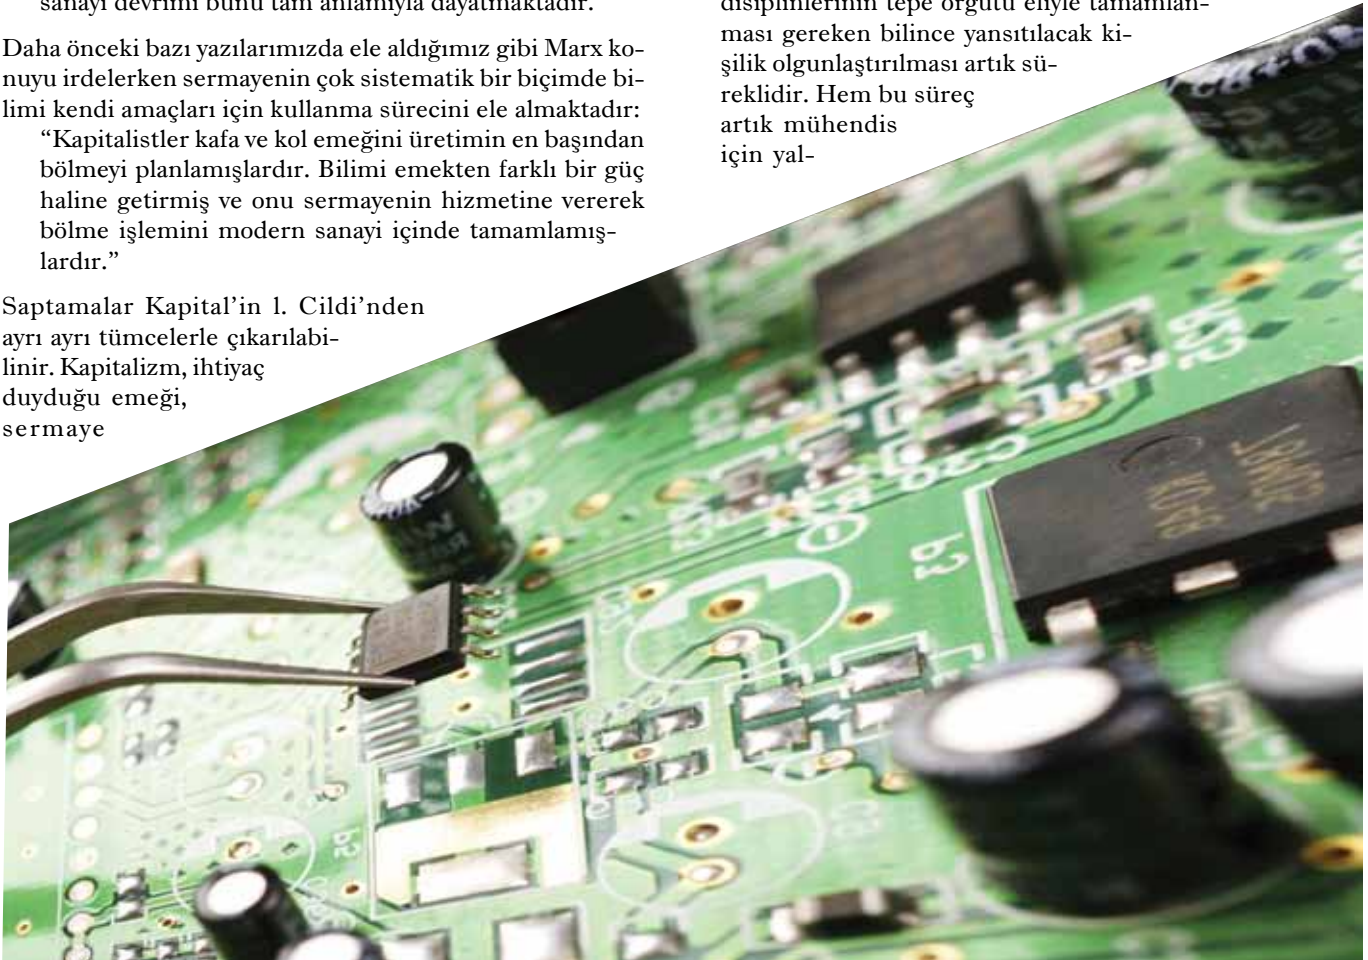 sanayi devrimi bunu tam anlamıyla dayatmaktadır.
Daha önceki bazı yazılarımızda ele aldığımız gibi Marx ko-
nuyu irdelerken sermayenin çok sistematik bir biçimde bi-
limi kendi amaçları için kullanma sürecini ele almaktadır:
“Kapitalistler kafa ve kol emeğini üretimin en başından
bölmeyi planlamışlardır. Bilimi emekten farklı bir güç
haline getirmiş ve onu sermayenin hizmetine vererek
bölme işlemini modern sanayi içinde tamamlamış-
lardır.”
Saptamalar Kapital’in l. Cildi’nden
ayrı ayrı tümcelerle çıkarılabi-
linir. Kapitalizm, ihtiyaç
duyduğu emeği,
sermaye
disiplinlerinin tepe örgütü eliyle tamamlan-
ması gereken bilince yansıtılacak ki-
şilik olgunlaştırılması artık sü-
reklidir. Hem bu süreç
artık mühendis
için yal-